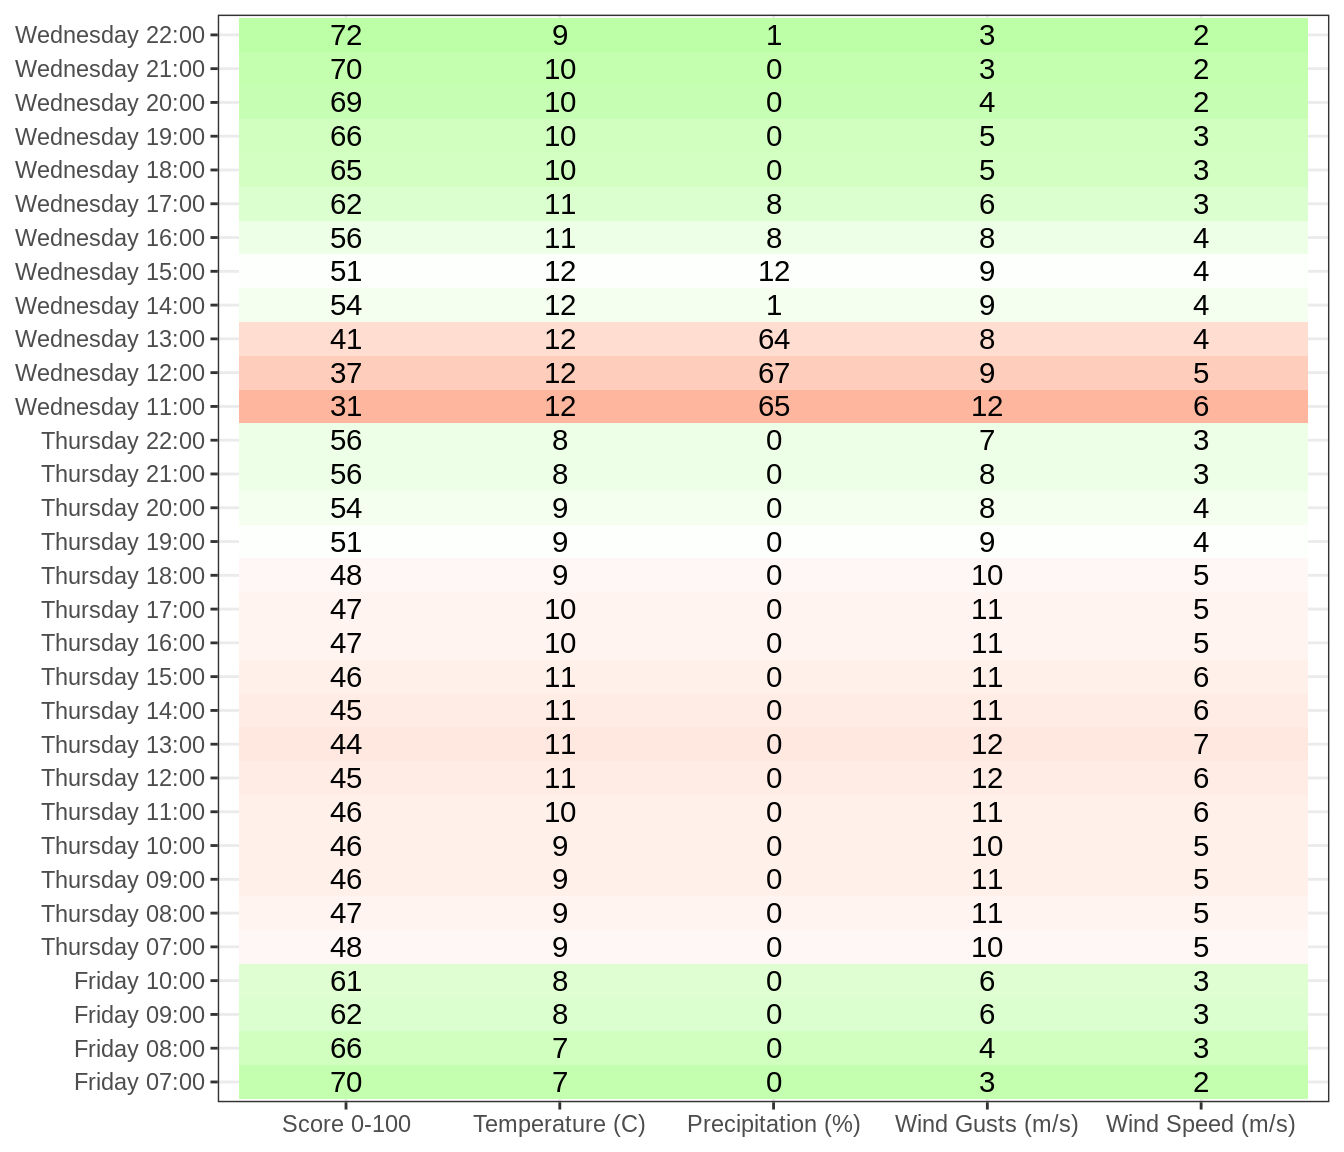 Wednesday 22:00 72 9 1 3 2
Wednesday 21:00 70 10 0 3 2
Wednesday 20:00 69 10 0 4 2
Wednesday 19:00 66 10 0 5 3
Wednesday 18:00 65 10 0 5 3
Wednesday 17:00 62 11 8 6 3
Wednesday 16:00 56 11 8 8 4
Wednesday 15:00 51 12 12 9 4
Wednesday 14:00 54 12 1 9 4
Wednesday 13:00 41 12 64 8 4
Wednesday 12:00 37 12 67 9 5
Wednesday 11:00 31 12 65 12 6
Thursday 22:00 56 8 0 7 3
Thursday 21:00 56 8 0 8 3
Thursday 20:00 54 9 0 8 4
Thursday 19:00 51 9 0 9 4
Thursday 18:00 48 9 0 10 5
Thursday 17:00 47 10 0 11 5
Thursday 16:00 47 10 0 11 5
Thursday 15:00 46 11 0 11 6
Thursday 14:00 45 11 0 11 6
Thursday 13:00 44 11 0 12 7
Thursday 12:00 45 11 0 12 6
Thursday 11:00 46 10 0 11 6
Thursday 10:00 46 9 0 10 5
Thursday 09:00 46 9 0 11 5
Thursday 08:00 47 9 0 11 5
Thursday 07:00 48 9 0 10 5
Friday 10:00 61 8 0 6 3
Friday 09:00 62 8 0 6 3
Friday 08:00 66 7 0 4 3
Friday 07:00 70 7 0 3 2
Score 0-100 Temperature (C) Precipitation (%) Wind Gusts (m/s) Wind Speed (m/s)